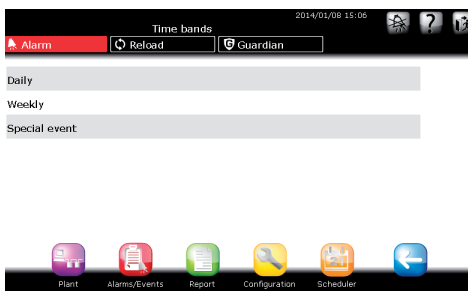 2014/01/08 15:06
Time bands
Alarm Reload Guardian
Daily
Weekly
Special event
Plant Alarms/Events Report Configuration Scheduler